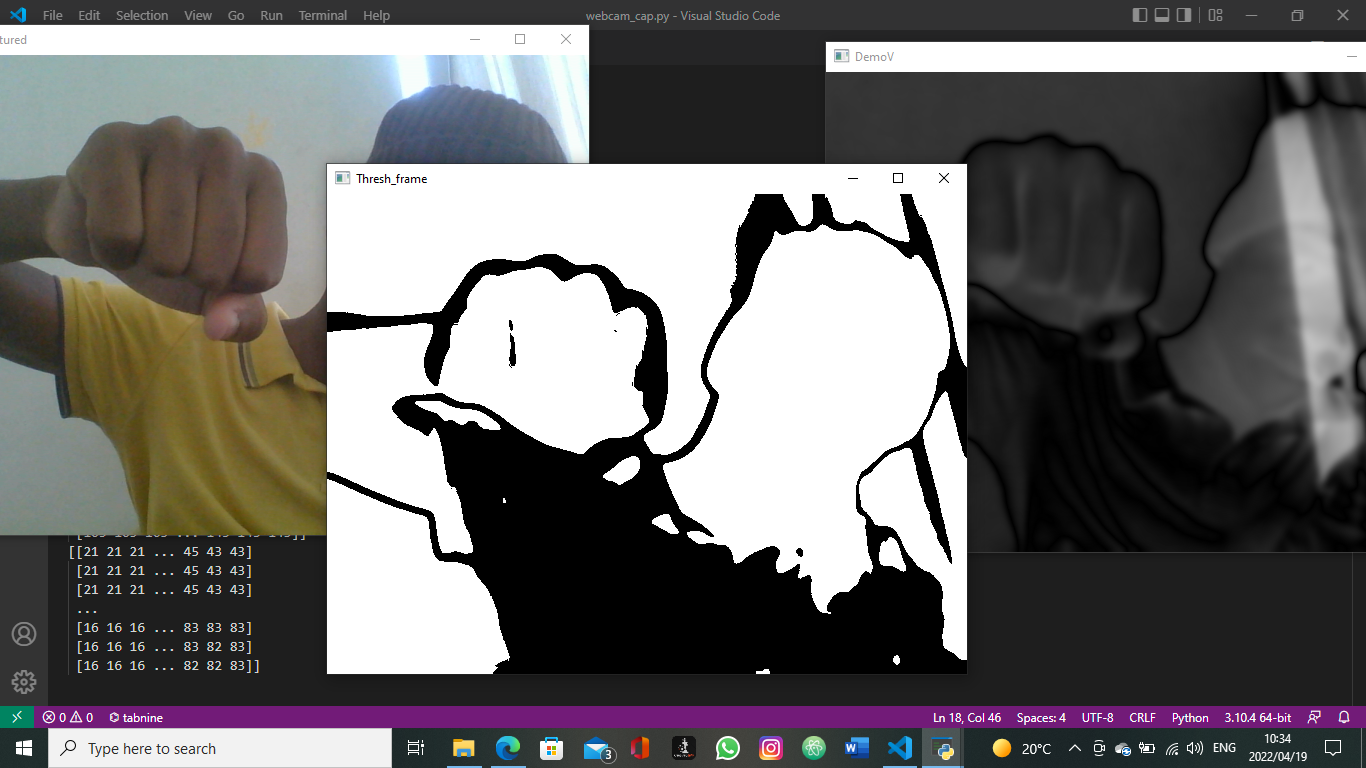 File Edit Selection View Go Run Terminal Help
webcam_cap.py - Visual Studio Code
tured
DemoV
Thresh_frame
[[21 21 21 ... 45 43 43]
[21 21 21 ... 45 43 43]
[21 21 21 ... 45 43 43]
...
[16 16 16 ... 83 83 83]
[16 16 16 ... 83 82 83]
[16 16 16 ... 82 82 83]]
0 0 tabnine
Ln 18, Col 46 Spaces: 4 UTF-8 CRLF Python 3.10.4 64-bit
Type here to search
3
20°C
ENG
10:34
2022/04/19